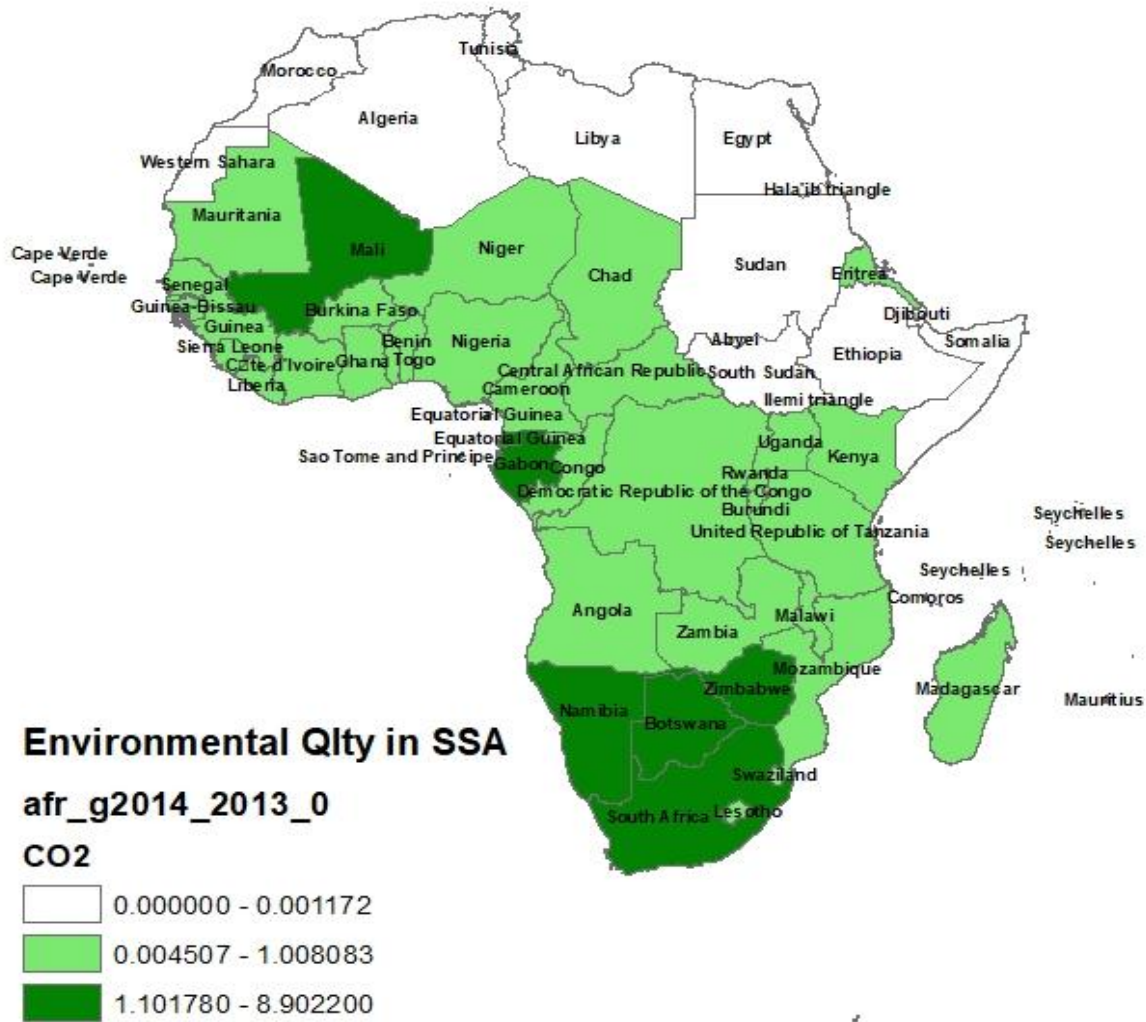 Tunisia
Morocco
Algeria
Libya
Egypt
Western Sahara
Hala'ib triangle
Mauritania
Mali
Niger
Cape Verde
Cape Verde
Chad
Sudan
Eritrea
Senegal
Guinea-Bissau
Burkina Faso
Djibouti
Guinea
Benin
Nigeria
Abyei
Somalia
Sierra Leone
Côte d'Ivoire
Ghana
Togo
Ethiopia
Central African Republic
South Sudan
Liberia
Cameroon
Ilemi triangle
Equatorial Guinea
Equatorial Guinea
Uganda
Kenya
Sao Tome and Principe
Gabon
Congo
Rwanda
Democratic Republic of the Congo
Burundi
Seychelles
United Republic of Tanzania
Seychelles
Seychelles
Comoros
Angola
Malawi
Zambia
Mozambique
Zimbabwe
Madagascar
Mauritius
Namibia
Botswana
Swaziland
South Africa
Lesotho
Environmental Qlty in SSA
afr_g2014_2013_0
CO2
0.000000 - 0.001172
0.004507 - 1.008083
1.101780 - 8.902200